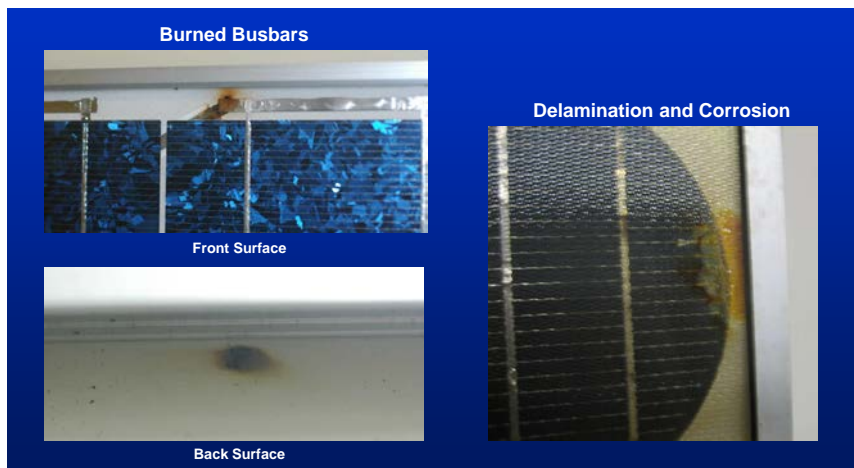 Burned Busbars
Front Surface
Back Surface
Delamination and Corrosion